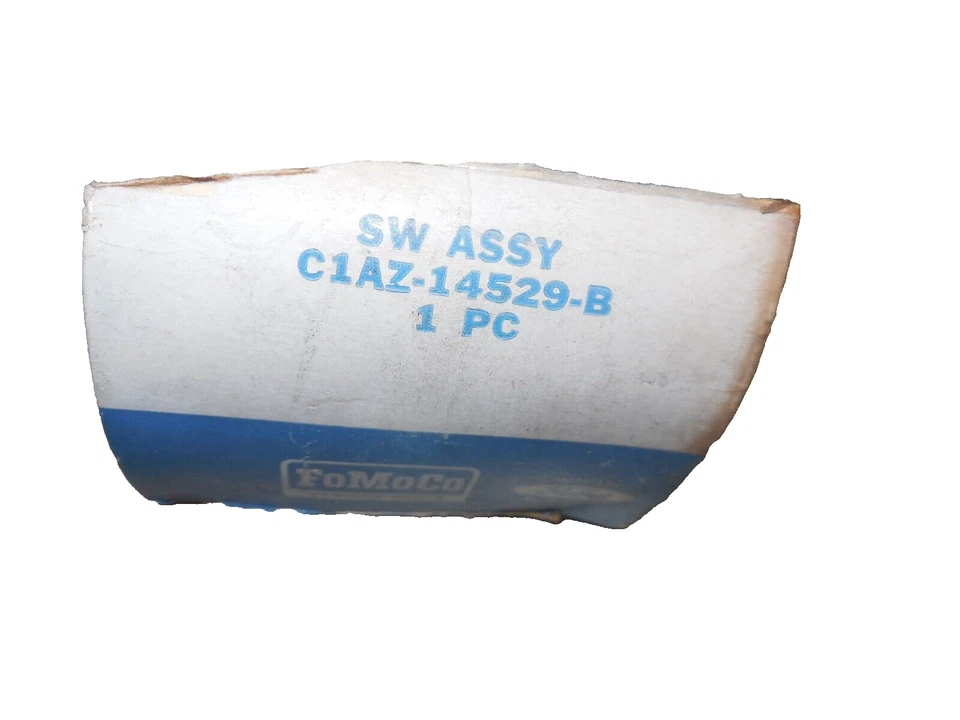 SW ASSY
C1AZ-14529-B
1 PC
FoMoCo